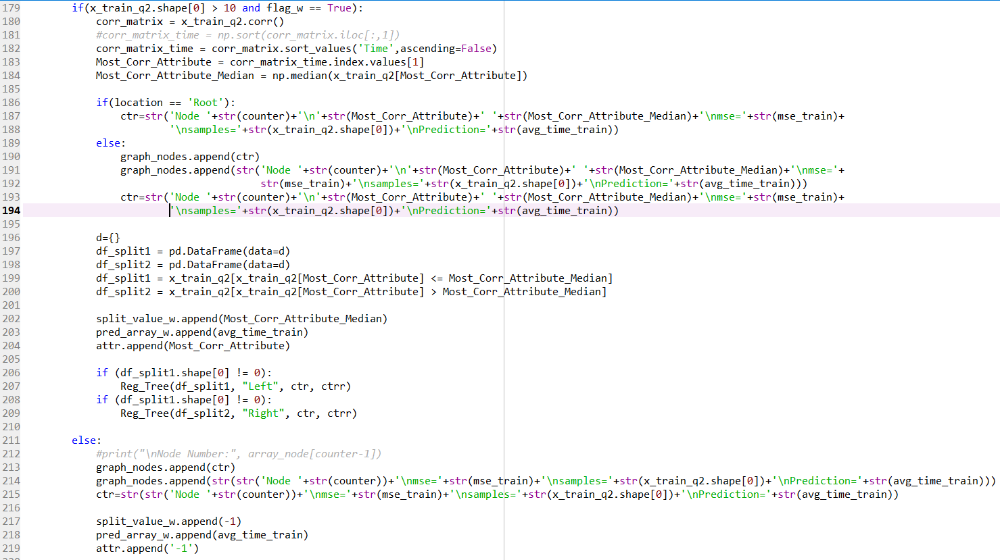 179 if(x_train_q2.shape[0] > 10 and flag_w == True):
180 corr_matrix = x_train_q2.corr()
181 #corr_matrix_time = np.sort(corr_matrix.iloc[:,1])
182 corr_matrix_time = corr_matrix.sort_values('Time',ascending=False)
183 Most_Corr_Attribute = corr_matrix_time.index.values[1]
184 Most_Corr_Attribute_Median = np.median(x_train_q2[Most_Corr_Attribute])
185
186 if(location == 'Root'):
187 ctr=str('Node '+str(counter)+'\n'+str(Most_Corr_Attribute)+' '+str(Most_Corr_Attribute_Median)+'\nmse='+str(mse_train)+
188 '\nsamples='+str(x_train_q2.shape[0])+'\nPrediction='+str(avg_time_train))
189 else:
190 graph_nodes.append(ctr)
191 graph_nodes.append(str('Node '+str(counter)+'\n'+str(Most_Corr_Attribute)+' '+str(Most_Corr_Attribute_Median)+'\nmse='+
192 str(mse_train)+'\nsamples='+str(x_train_q2.shape[0])+'\nPrediction='+str(avg_time_train)))
193 ctr=str('Node '+str(counter)+'\n'+str(Most_Corr_Attribute)+' '+str(Most_Corr_Attribute_Median)+'\nmse='+str(mse_train)+
194 '\nsamples='+str(x_train_q2.shape[0])+'\nPrediction='+str(avg_time_train))
195
196 d={}
197 df_split1 = pd.DataFrame(data=d)
198 df_split2 = pd.DataFrame(data=d)
199 df_split1 = x_train_q2[x_train_q2[Most_Corr_Attribute] <= Most_Corr_Attribute_Median]
200 df_split2 = x_train_q2[x_train_q2[Most_Corr_Attribute] > Most_Corr_Attribute_Median]
201
202 split_value_w.append(Most_Corr_Attribute_Median)
203 pred_array_w.append(avg_time_train)
204 attr.append(Most_Corr_Attribute)
205
206 if (df_split1.shape[0] != 0):
207 Reg_Tree(df_split1, "Left", ctr, ctrr)
208 if (df_split1.shape[0] != 0):
209 Reg_Tree(df_split2, "Right", ctr, ctrr)
210
211 else:
212 #print("\nNode Number:", array_node[counter-1])
213 graph_nodes.append(ctr)
214 graph_nodes.append(str(str('Node '+str(counter))+'\nmse='+str(mse_train)+'\nsamples='+str(x_train_q2.shape[0])+'\nPrediction='+str(avg_time_train)))
215 ctr=str(str('Node '+str(counter))+'\nmse='+str(mse_train)+'\nsamples='+str(x_train_q2.shape[0])+'\nPrediction='+str(avg_time_train))
216
217 split_value_w.append(-1)
218 pred_array_w.append(avg_time_train)
219 attr.append('-1')